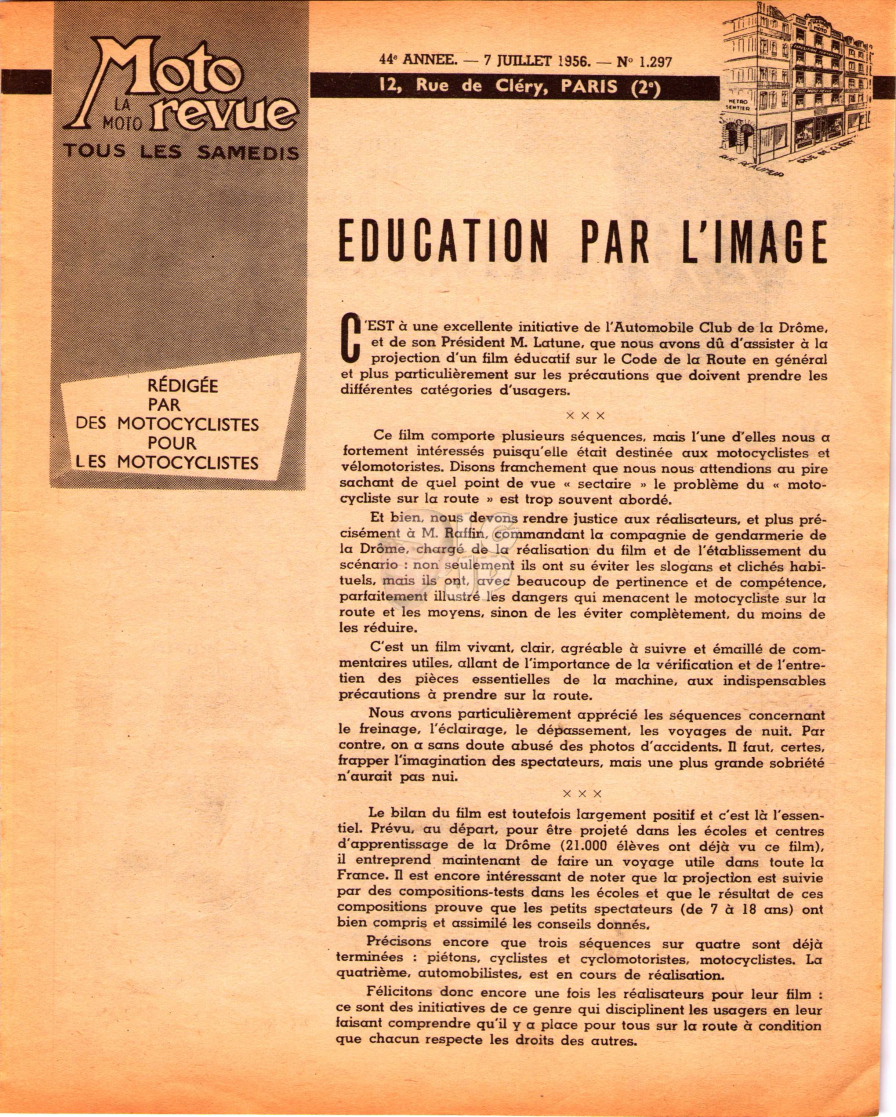 Moto
LA
MOTO
revue
TOUS LES SAMEDIS
44e ANNEE. — 7 JUILLET 1956. — No 1.297
12, Rue de Cléry, PARIS (2e)
METRO
SENTIER
RUE REAUMUR
RUE DE CLERY
RÉDIGÉE
PAR
DES MOTOCYCLISTES
POUR
LES MOTOCYCLISTES
EDUCATION PAR L'IMAGE
C'EST à une excellente initiative de l'Automobile Club de la Drôme,
et de son Président M. Latune, que nous avons dû d'assister à la
projection d'un film éducatif sur le Code de la Route en général
et plus particulièrement sur les précautions que doivent prendre les
différentes catégories d'usagers.
× × ×
Ce film comporte plusieurs séquences, mais l'une d'elles nous a
fortement intéressés puisqu'elle était destinée aux motocyclistes et
vélomotoristes. Disons franchement que nous nous attendions au pire
sachant de quel point de vue « sectaire » le problème du « moto-
cycliste sur la route » est trop souvent abordé.
Et bien, nous devons rendre justice aux réalisateurs, et plus pré-
cisément à M. Raffin, commandant la compagnie de gendarmerie de
la Drôme, chargé de la réalisation du film et de l'établissement du
scénario : non seulement ils ont su éviter les slogans et clichés habi-
tuels, mais ils ont, avec beaucoup de pertinence et de compétence,
parfaitement illustré les dangers qui menacent le motocycliste sur la
route et les moyens, sinon de les éviter complètement, du moins de
les réduire.
C'est un film vivant, clair, agréable à suivre et émaillé de com-
mentaires utiles, allant de l'importance de la vérification et de l'entre-
tien des pièces essentielles de la machine, aux indispensables
précautions à prendre sur la route.
Nous avons particulièrement apprécié les séquences concernant
le freinage, l'éclairage, le dépassement, les voyages de nuit. Par
contre, on a sans doute abusé des photos d'accidents. Il faut, certes,
frapper l'imagination des spectateurs, mais une plus grande sobriété
n'aurait pas nui.
× × ×
Le bilan du film est toutefois largement positif et c'est là l'essen-
tiel. Prévu, au départ, pour être projeté dans les écoles et centres
d'apprentissage de la Drôme (21.000 élèves ont déjà vu ce film),
il entreprend maintenant de faire un voyage utile dans toute la
France. Il est encore intéressant de noter que la projection est suivie
par des compositions-tests dans les écoles et que le résultat de ces
compositions prouve que les petits spectateurs (de 7 à 18 ans) ont
bien compris et assimilé les conseils donnés.
Précisons encore que trois séquences sur quatre sont déjà
terminées : piétons, cyclistes et cyclomotoristes, motocyclistes. La
quatrième, automobilistes, est en cours de réalisation.
Félicitons donc encore une fois les réalisateurs pour leur film :
ce sont des initiatives de ce genre qui disciplinent les usagers en leur
faisant comprendre qu'il y a place pour tous sur la route à condition
que chacun respecte les droits des autres.